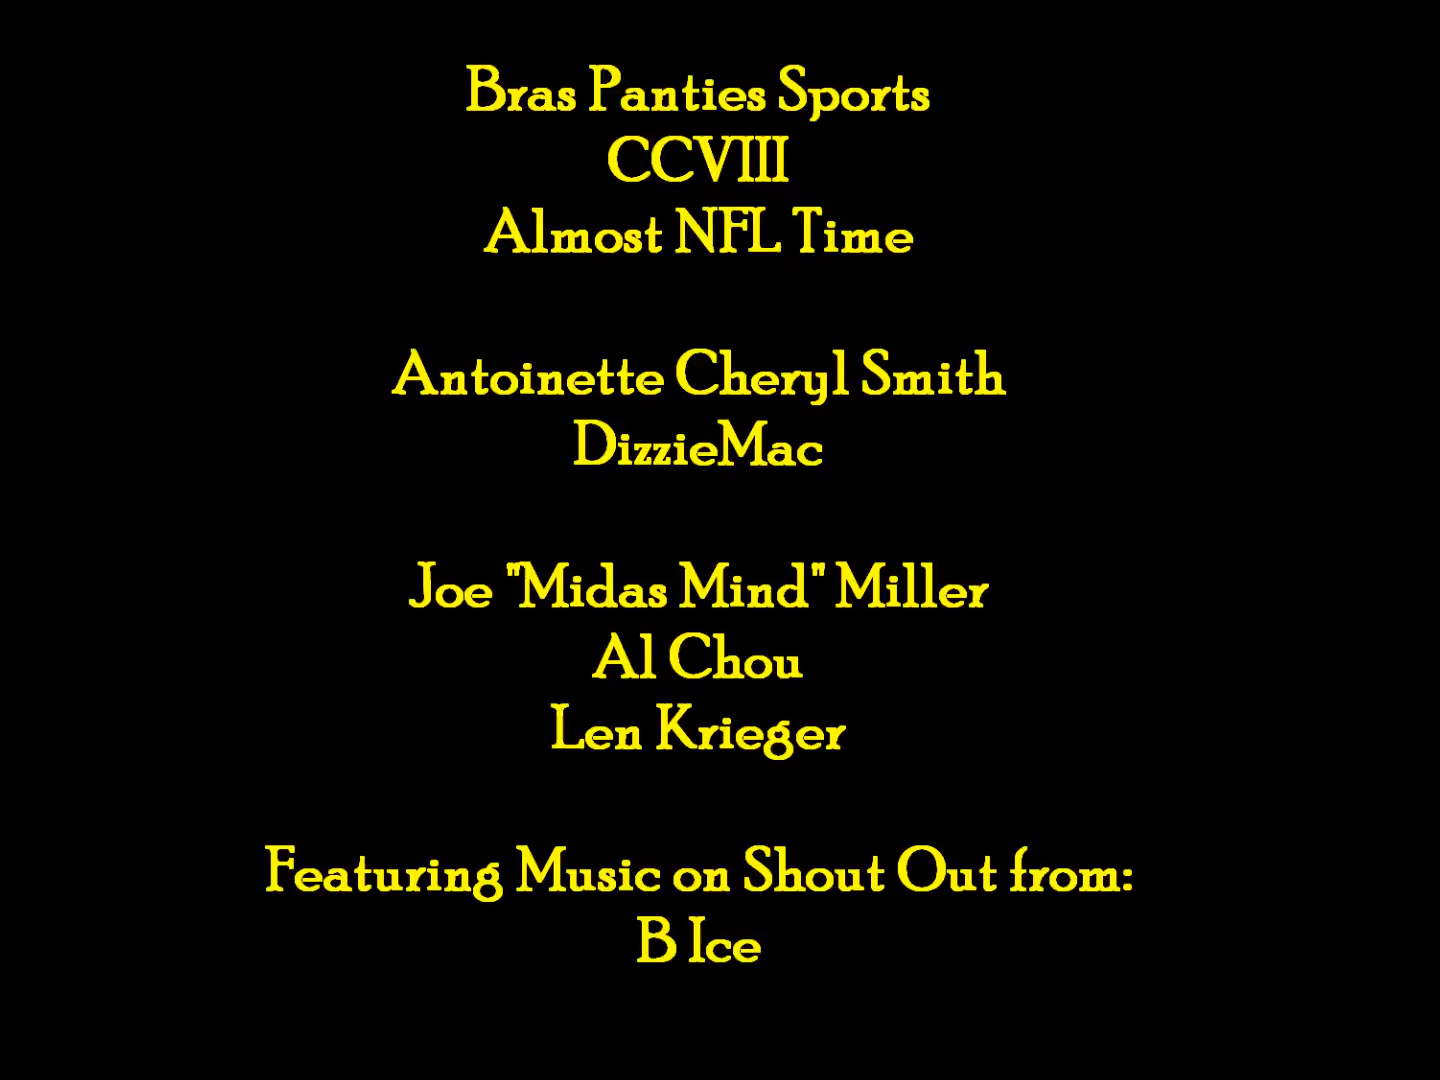 Bras Panties Sports
CCVIII
Almost NFL Time
Antoinette Cheryl Smith
DizzieMac
Joe "Midas Mind" Miller
Al Chou
Len Krieger
Featuring Music on Shout Out from:
B Ice